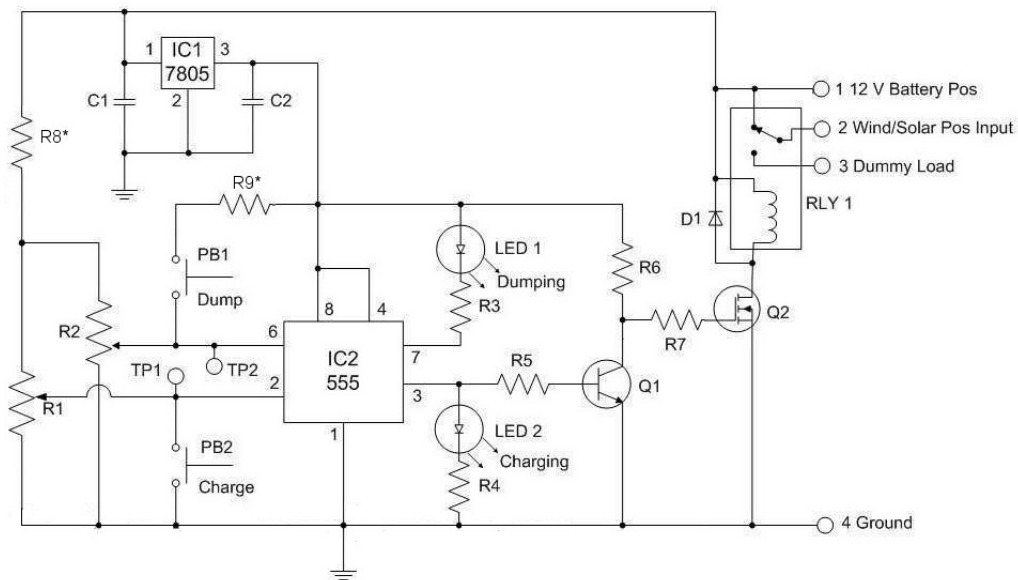 1
IC1
7805
3
2
C1
C2
1 12 V Battery Pos
2 Wind/Solar Pos Input
3 Dummy Load
RLY 1
D1
R8*
R9*
PB1
Dump
LED 1
Dumping
R3
R6
R7
Q2
R2
R1
TP1
TP2
6
8
4
7
2
IC2
555
3
1
R5
Q1
LED 2
Charging
R4
PB2
Charge
4 Ground